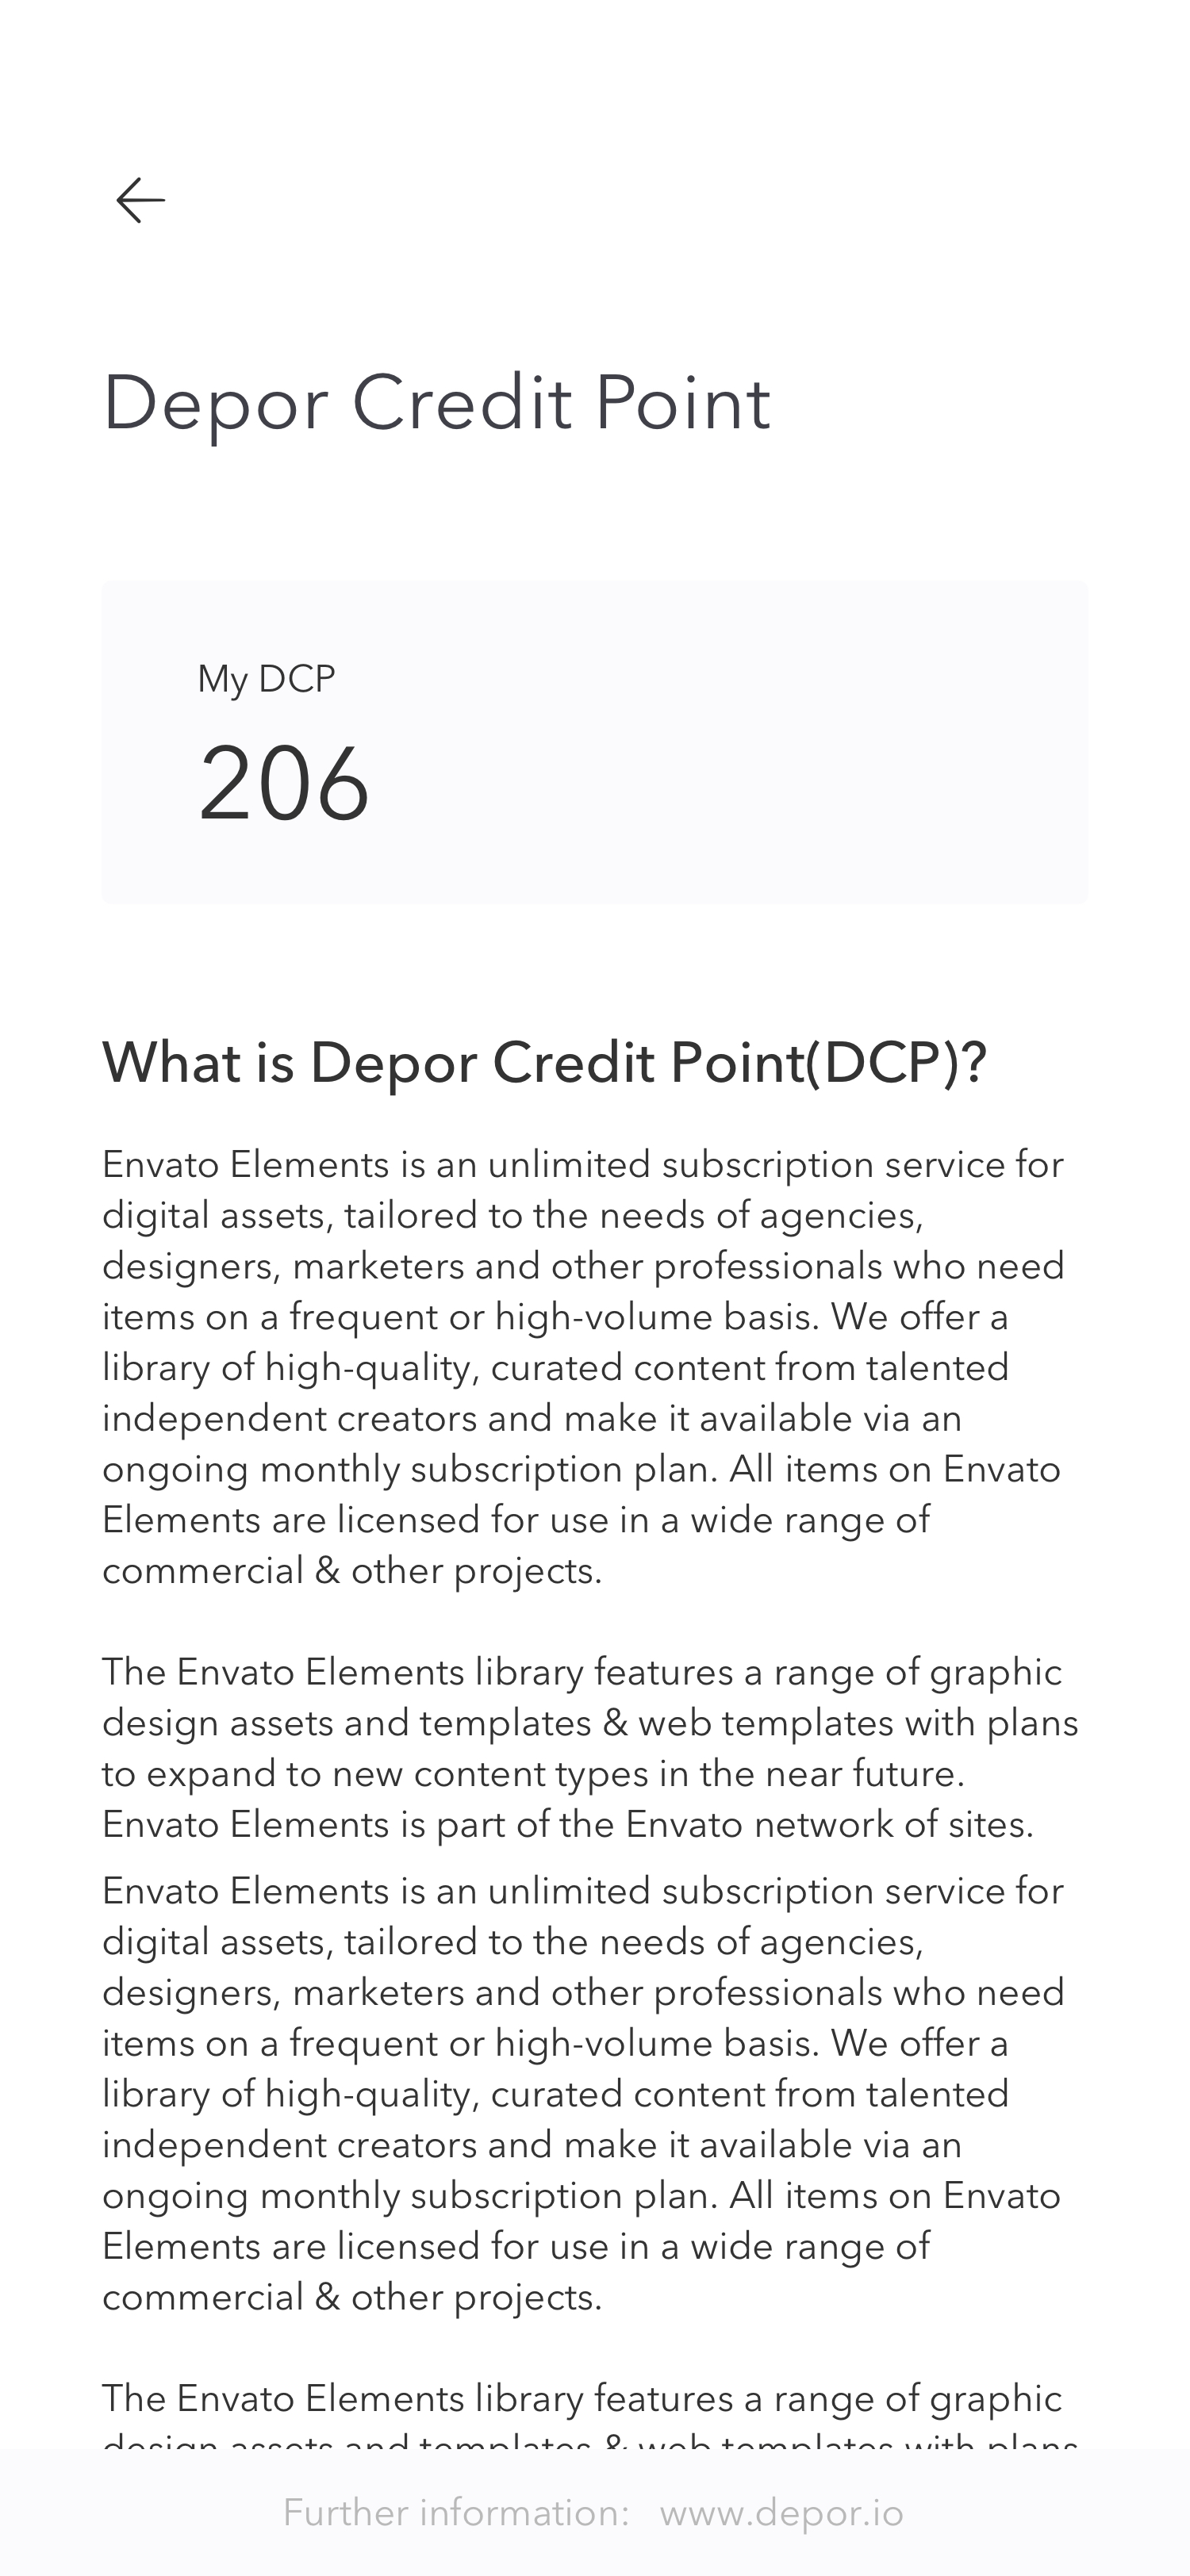 Depor Credit Point
My DCP
206
What is Depor Credit Point(DCP)?
Envato Elements is an unlimited subscription service for
digital assets, tailored to the needs of agencies,
designers, marketers and other professionals who need
items on a frequent or high-volume basis. We offer a
library of high-quality, curated content from talented
independent creators and make it available via an
ongoing monthly subscription plan. All items on Envato
Elements are licensed for use in a wide range of
commercial & other projects.
The Envato Elements library features a range of graphic
design assets and templates & web templates with plans
to expand to new content types in the near future.
Envato Elements is part of the Envato network of sites.
Envato Elements is an unlimited subscription service for
digital assets, tailored to the needs of agencies,
designers, marketers and other professionals who need
items on a frequent or high-volume basis. We offer a
library of high-quality, curated content from talented
independent creators and make it available via an
ongoing monthly subscription plan. All items on Envato
Elements are licensed for use in a wide range of
commercial & other projects.
The Envato Elements library features a range of graphic
design assets and templates & web templates with plans
Further information: www.depor.io